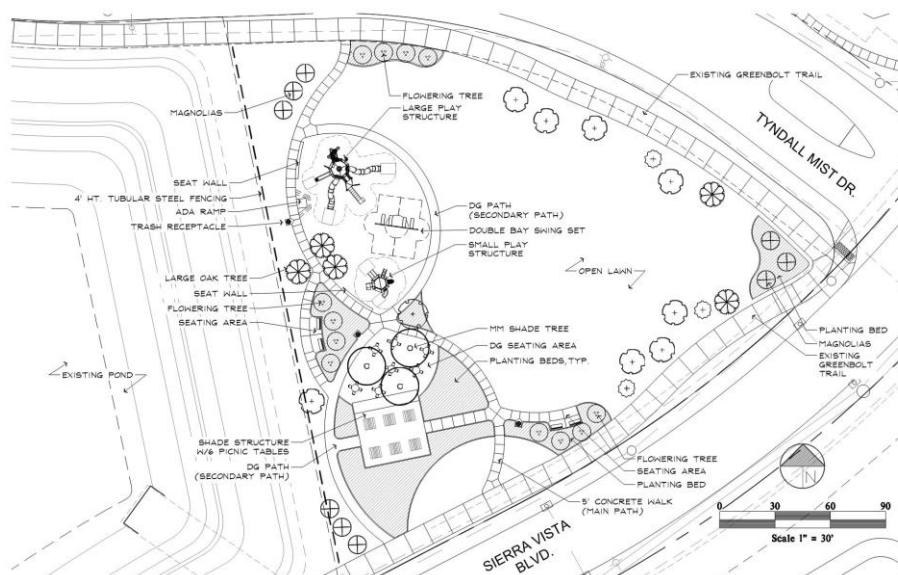 EXISTING GREENBOLT TRAIL
TYNDALL MIST DR.
FLOWERING TREE
LARGE PLAY
STRUCTURE
MAGNOLIAS
SEAT WALL
4' HT. TUBULAR STEEL FENCING
ADA RAMP
TRASH RECEPTACLE
DG PATH
(SECONDARY PATH)
DOUBLE BAY SWING SET
SMALL PLAY
STRUCTURE
LARGE OAK TREE
SEAT WALL
FLOWERING TREE
SEATING AREA
OPEN LAWN
MM SHADE TREE
DG SEATING AREA
PLANTING BEDS, TYP.
PLANTING BED
MAGNOLIAS
EXISTING
GREENBOLT
TRAIL
EXISTING POND
SHADE STRUCTURE
W/6 PICNIC TABLES
DG PATH
(SECONDARY PATH)
FLOWERING TREE
SEATING AREA
PLANTING BED
5' CONCRETE WALK
(MAIN PATH)
SIERRA VISTA
BLVD.
N
0 30 60 90
Scale 1" = 30'